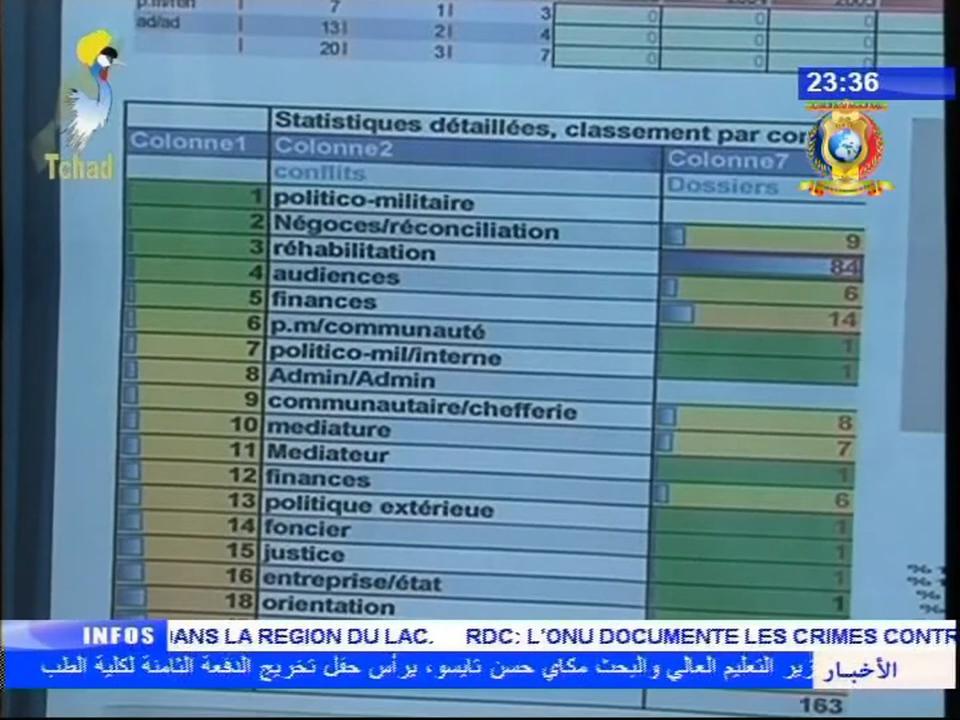 7 1 3 0 0 0
ad/ad 13 2 4 0 0 0
20 3 7 0 0 0
23:36
Tchad
Statistiques détaillées, classement par con
Colonne1 Colonne2 Colonne7
conflits Dossiers
1 politico-militaire
2 Négoces/réconciliation 9
3 réhabilitation 84
4 audiences 6
5 finances 14
6 p.m/communauté 1
7 politico-mil/interne 1
8 Admin/Admin
9 communautaire/chefferie 8
10 mediature 7
11 Mediateur 1
12 finances 6
13 politique extérieue 1
14 foncier 1
15 justice 1
16 entreprise/état 1
18 orientation
INFOS DANS LA REGION DU LAC. RDC: L'ONU DOCUMENTE LES CRIMES CONTR
الأخبار زير التعليم العالي والبحث مكاي حسن تايسو، يرأس حفل تخريج الدفعة الثامنة لكلية الطب
163